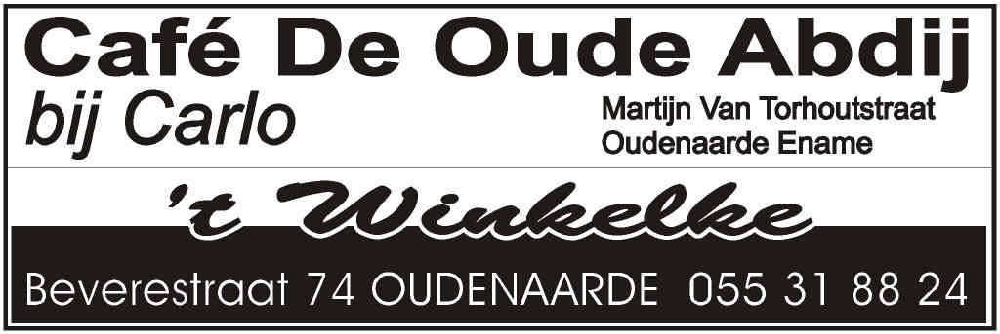 Café De Oude Abdij
bij Carlo
Martijn Van Torhoutstraat
Oudenaarde Ename
't Winkelke
Beverestraat 74 OUDENAARDE 055 31 88 24